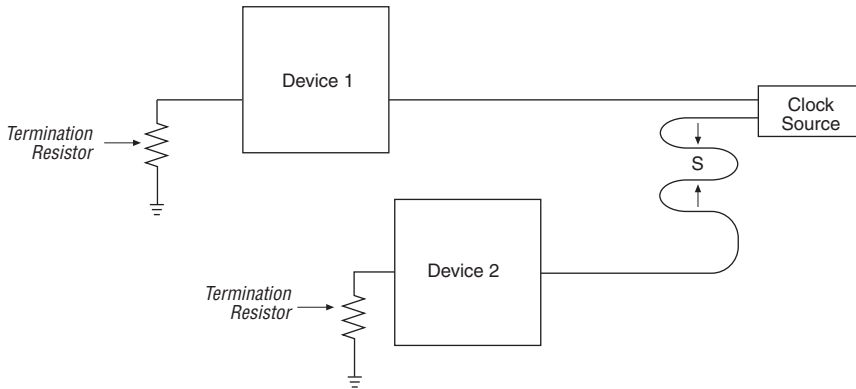 Device 1
Clock
Source
Termination
Resistor
S
Device 2
Termination
Resistor